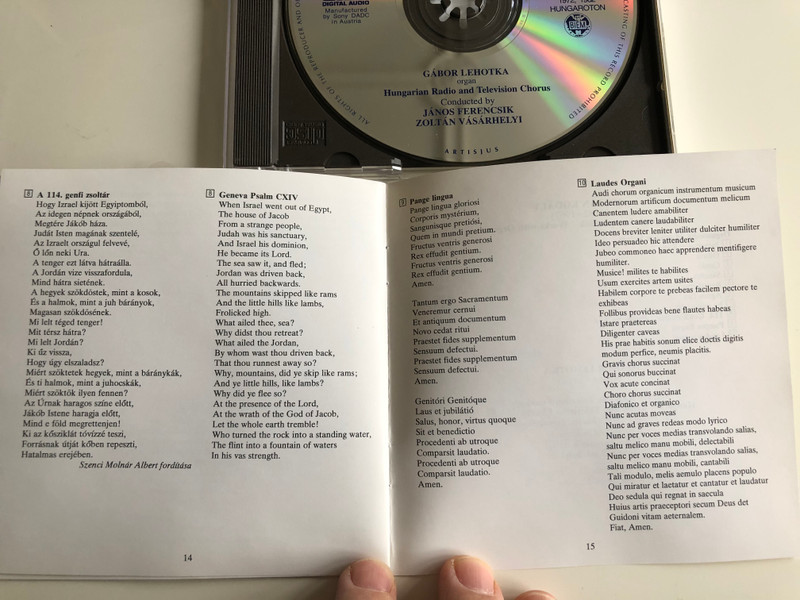 DIGITAL AUDIO
Manufactured
by Sony DADC
in Austria
HUNGAROTON
BIEM
GÁBOR LEHOTKA
organ
Hungarian Radio and Television Chorus
Conducted by
JÁNOS FERENCSIK
ZOLTÁN VÁSÁRHELYI
ARTISJUS
ALL RIGHTS OF THE PRODUCER AND
CASTING OF THIS RECORD PROHIBITED
8 A 114. genfi zsoltár
Hogy Izrael kijött Egyiptomból,
Az idegen népnek országából,
Megtére Jákób háza.
Judát Isten magának szentelé,
Az Izraelt országul felvevé,
Ő lőn neki Ura.
A tenger ezt látva hátraálla.
A Jordán vize visszafordula,
Mind hátra sietének.
A hegyek szökdöstek, mint a kosok,
És a halmok, mint a juh bárányok,
Magasan szökdösének.
Mi lelt téged tenger!
Mit térsz hátra?
Mi lelt Jordán?
Ki űz vissza,
Hogy úgy elszaladsz?
Miért szöktetek hegyek, mint a báránykák,
És ti halmok, mint a juhocskák,
Miért szöktök ilyen fennen?
Az Úrnak haragos színe előtt,
Jákób Istene haragja előtt,
Mind e föld megrettenjen!
Ki az kősziklát tóvízzé teszi,
Forrásnak útját kőben repeszti,
Hatalmas erejében.
Szenci Molnár Albert fordítása
14
8 Geneva Psalm CXIV
When Israel went out of Egypt,
The house of Jacob
From a strange people,
Judah was his sanctuary,
And Israel his dominion,
He became its Lord.
The sea saw it, and fled;
Jordan was driven back,
All hurried backwards.
The mountains skipped like rams
And the little hills like lambs,
Frolicked high.
What ailed thee, sea?
Why didst thou retreat?
What ailed the Jordan,
By whom wast thou driven back,
That thou runnest away so?
Why, mountains, did ye skip like rams;
And ye little hills, like lambs?
Why did ye flee so?
At the presence of the Lord,
At the wrath of the God of Jacob,
Let the whole earth tremble!
Who turned the rock into a standing water,
The flint into a fountain of waters
In his vas strength.
9 Pange lingua
Pange lingua gloriosi
Corporis mystérium,
Sanguinisque pretiósi,
Quem in mundi pretium.
Fructus ventris generosi
Rex effudit gentium.
Fructus ventris generosi
Rex effudit gentium.
Amen.
Tantum ergo Sacramentum
Veneremur cernui
Et antiquum documentum
Novo cedat ritui
Praestet fides supplementum
Sensuum defectui.
Praestet fides supplementum
Sensuum defectui.
Amen.
Genitóri Genitóque
Laus et jubilátió
Salus, honor, virtus quoque
Sit et benedictio
Procedenti ab utroque
Comparsit laudatio.
Procedenti ab utroque
Comparsit laudatio.
Amen.
10 Laudes Organi
Audi chorum organicum instrumentum musicum
Modernorum artificum documentum melicum
Canentem ludere amabiliter
Ludentem canere laudabiliter
Docens breviter leniter utiliter dulciter humiliter
Ideo persuadeo hic attendere
Jubeo commoneo haec apprendere mentifigere
humiliter.
Musice! milites te habilites
Usum exercites artem usites
Habilem corpore te prebeas facilem pectore te
exhibeas
Follibus provideas bene flautes habeas
Istare praetereas
Diligenter caveas
His prae habitis sonum elice doctis digitis
modum perfice, neumis placitis.
Gravis chorus succinat
Qui sonorus buccinat
Vox acute concinat
Choro chorus succinat
Diafonico et organico
Nunc acutas moveas
Nunc ad graves redeas modo lyrico
Nunc per voces medias transvolando salias,
saltu melico manu mobili, delectabili
Nunc per voces medias transvolando salias,
saltu melico manu mobili, cantabili
Tali modulo, melis aemulo placens populo
Qui miratur et laetatur et cantatur et laudatur
Deo sedula qui regnat in saecula
Huius artis praeceptori secum Deus det
Guidoni vitam aeternalem.
Fiat, Amen.
15